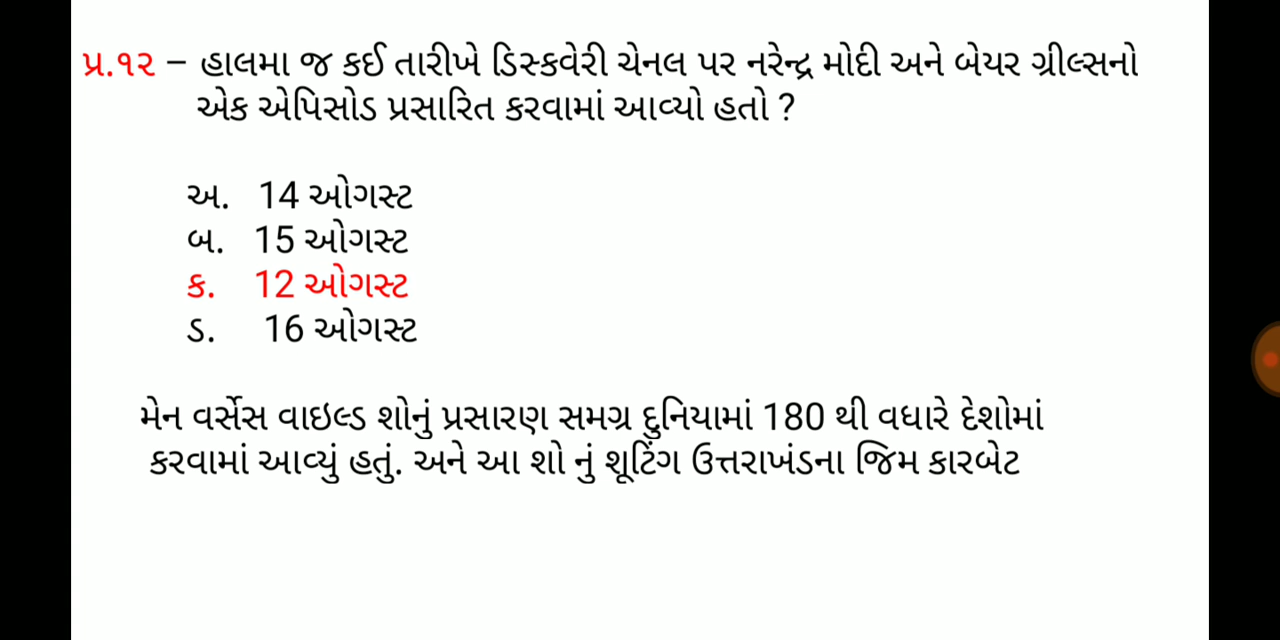 પ્ર.૧૨ – હાલમા જ કઈ તારીખે ડિસ્કવેરી ચેનલ પર નરેન્દ્ર મોદી અને બેયર ગ્રીલ્સનો
એક એપિસોડ પ્રસારિત કરવામાં આવ્યો હતો ?
અ. 14 ઓગસ્ટ
બ. 15 ઓગસ્ટ
ક. 12 ઓગસ્ટ
ડ. 16 ઓગસ્ટ
મેન વર્સેસ વાઇલ્ડ શોનું પ્રસારણ સમગ્ર દુનિયામાં 180 થી વધારે દેશોમાં
કરવામાં આવ્યું હતું. અને આ શો નું શૂટિંગ ઉત્તરાખંડના જિમ કારબેટ